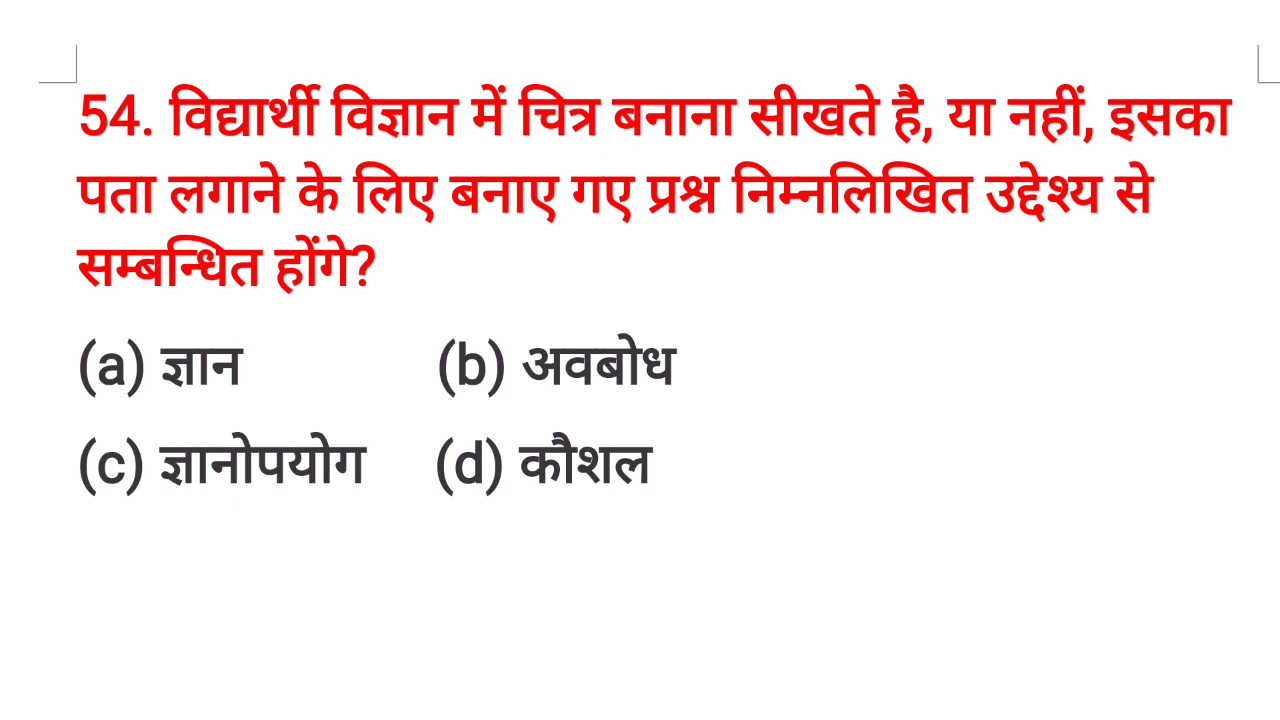 54. विद्यार्थी विज्ञान में चित्र बनाना सीखते है, या नहीं, इसका
पता लगाने के लिए बनाए गए प्रश्न निम्नलिखित उद्देश्य से
सम्बन्धित होंगे?
(a) ज्ञान (b) अवबोध
(c) ज्ञानोपयोग (d) कौशल